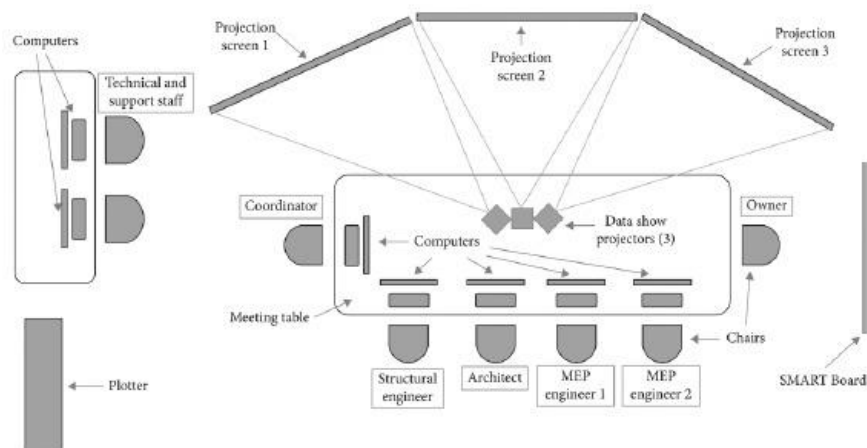 Computers
Technical and
support staff
Projection
screen 1
Projection
screen 2
Projection
screen 3
Coordinator
Computers
Data show
projectors (3)
Owner
Meeting table
Chairs
Structural
engineer
Architect
MEP
engineer 1
MEP
engineer 2
SMART Board
Plotter